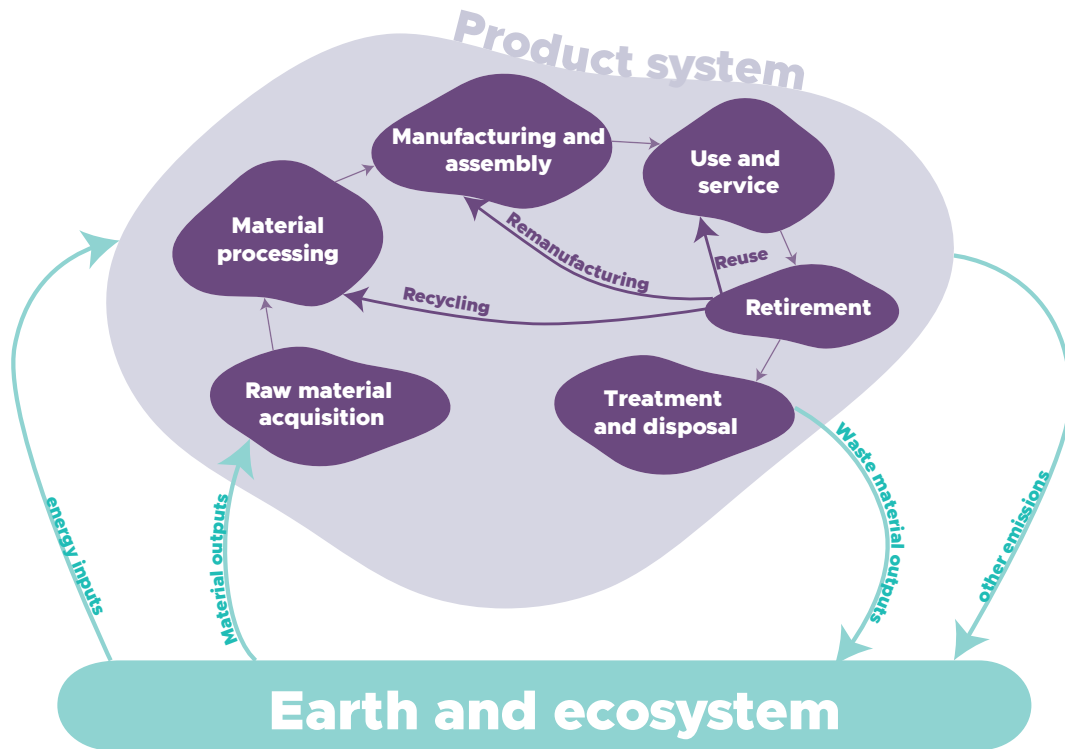 Product system
Manufacturing and
assembly
Use and
service
Material
processing
Remanufacturing
Reuse
Recycling
Retirement
Raw material
acquisition
Treatment
and disposal
energy inputs
Material outputs
Waste material outputs
other emissions
Earth and ecosystem